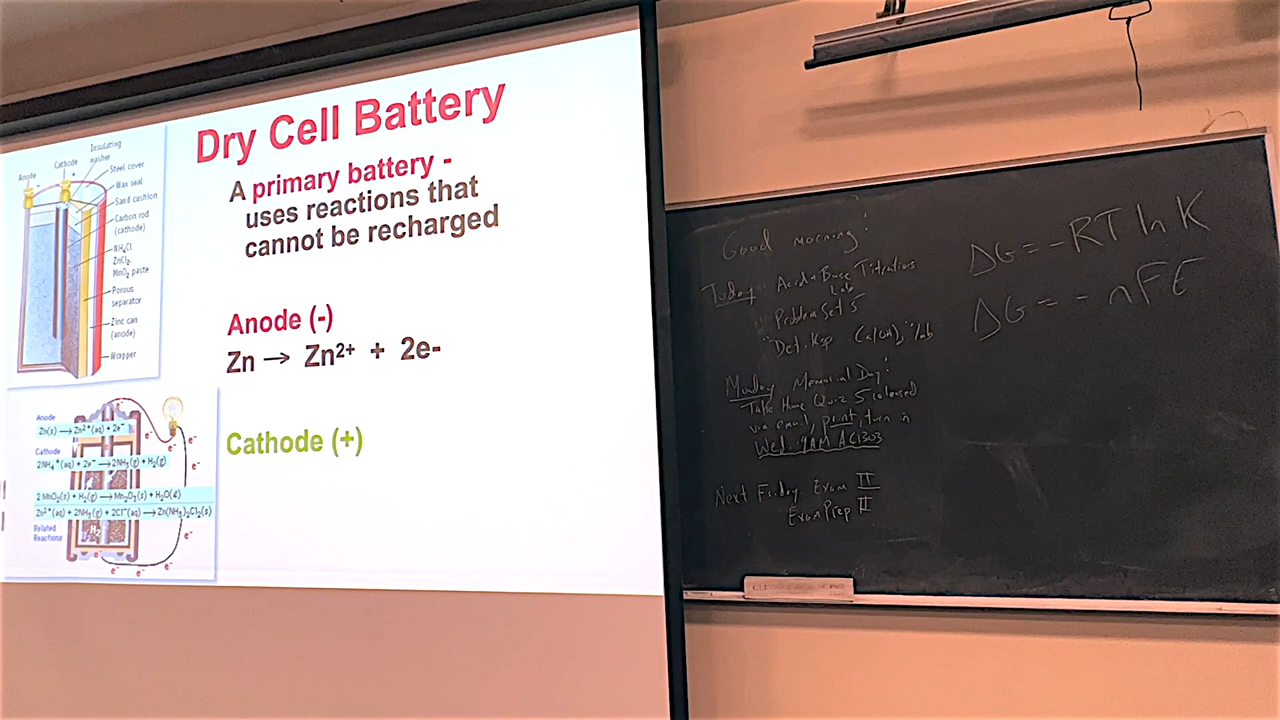 Dry Cell Battery
A primary battery -
uses reactions that
cannot be recharged
Anode (-)
Zn → Zn²⁺ + 2e-
Cathode (+)
Insulating
washer
Cathode
+
Steel cover
Anode
-
Wax seal
Sand cushion
Carbon rod
(cathode)
NH₄Cl
ZnCl₂,
MnO₂ paste
Porous
separator
Zinc can
(anode)
Wrapper
Anode
Zn(s) → Zn²⁺(aq) + 2e⁻
Cathode
2NH₄⁺(aq) + 2e⁻ → 2NH₃(g) + H₂(g)
2 MnO₂(s) + H₂(g) → Mn₂O₃(s) + H₂O(ℓ)
Zn²⁺(aq) + 2NH₃(g) + 2Cl⁻(aq) → Zn(NH₃)₂Cl₂(s)
Related
Reactions
H₂
e⁻
e⁻
e⁻
e⁻
e⁻
e⁻
e⁻
e⁻
e⁻
Good morning!
Today: Acid + Base Titrations
Lab
Problem Set 5
"Det. Ksp Ca(OH)₂" Lab
Monday Memorial Day!
Take Home Quiz 5 released
via email, print, turn in
Wed. 9AM AC1303
Next Friday. Exam II
Exam Prep II
ΔG = -RT ln K
ΔG = -nFE